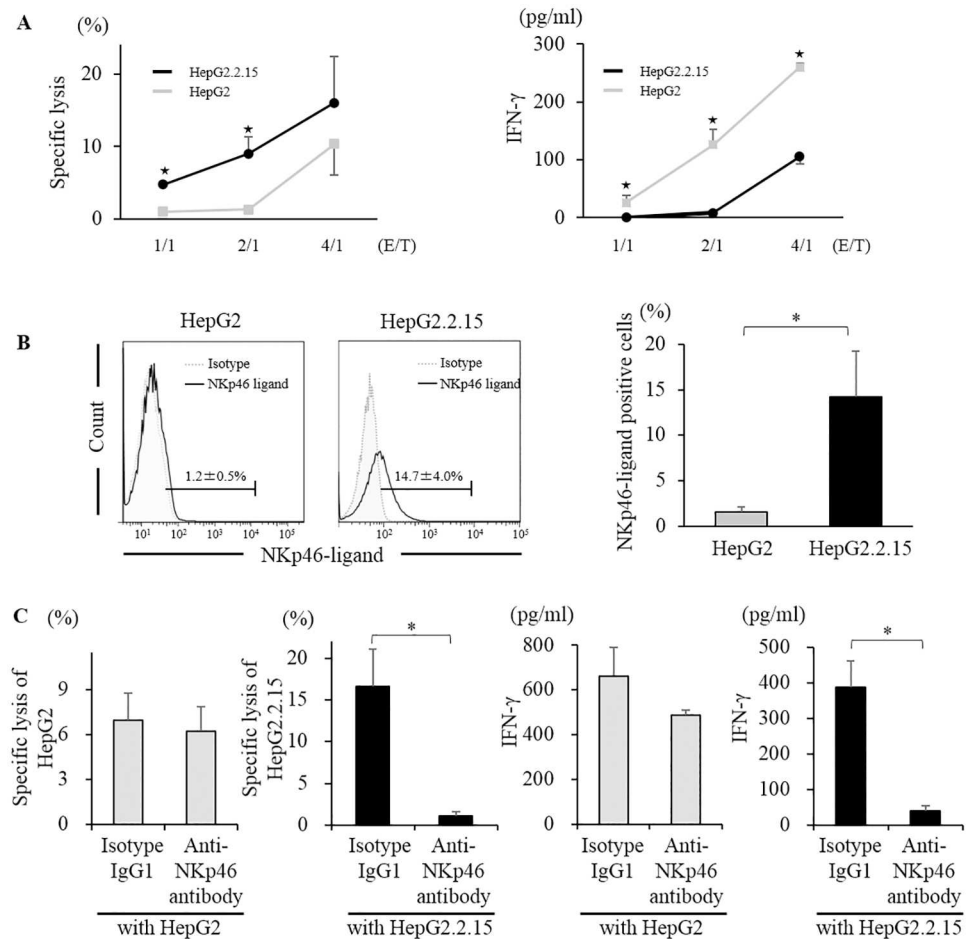 A
(%)
Specific lysis
20
10
0
HepG2.2.15
HepG2
★
★
1/1
2/1
4/1
(E/T)
(pg/ml)
IFN-γ
300
200
100
0
HepG2.2.15
HepG2
★
★
★
1/1
2/1
4/1
(E/T)
B
HepG2
Count
Isotype
NKp46 ligand
1.2±0.5%
10¹
10²
10³
10⁴
10⁵
HepG2.2.15
Isotype
NKp46 ligand
14.7±4.0%
10²
10³
10⁴
10⁵
NKp46-ligand
(%)
NKp46-ligand positive cells
20
15
10
5
0
*
HepG2
HepG2.2.15
C
(%)
Specific lysis of
HepG2
9
6
3
0
Isotype
IgG1
Anti-
NKp46
antibody
with HepG2
(%)
Specific lysis of
HepG2.2.15
20
15
10
5
0
*
Isotype
IgG1
Anti-
NKp46
antibody
with HepG2.2.15
(pg/ml)
IFN-γ
800
600
400
200
0
Isotype
IgG1
Anti-
NKp46
antibody
with HepG2
(pg/ml)
IFN-γ
500
400
300
200
100
0
*
Isotype
IgG1
Anti-
NKp46
antibody
with HepG2.2.15